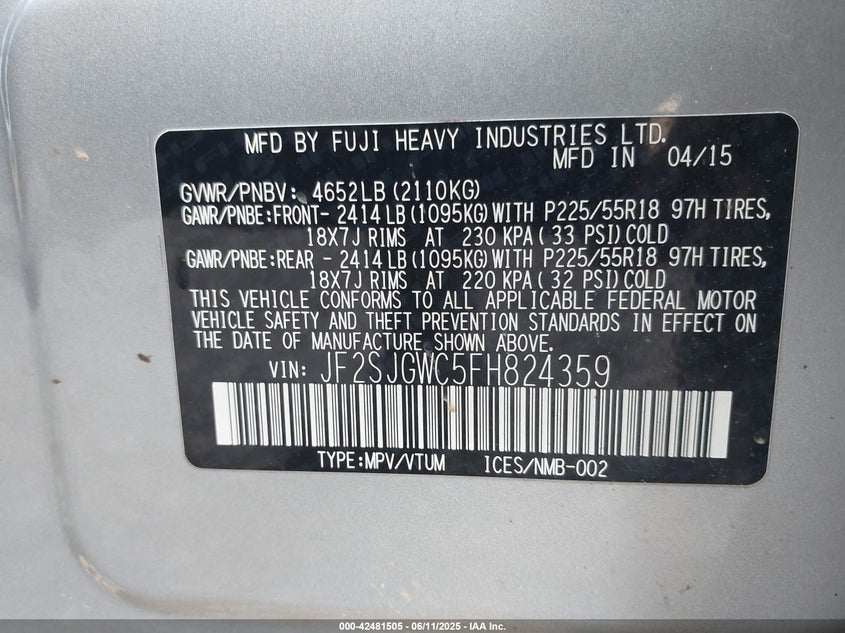 MFD BY FUJI HEAVY INDUSTRIES LTD.
MFD IN 04/15
GVWR/PNBV: 4652LB (2110KG)
GAWR/PNBE:FRONT- 2414 LB (1095KG) WITH P225/55R18 97H TIRES,
18X7J RIMS AT 230 KPA ( 33 PSI) COLD
GAWR/PNBE:REAR - 2414 LB (1095KG) WITH P225/55R18 97H TIRES,
18X7J RIMS AT 220 KPA ( 32 PSI) COLD
THIS VEHICLE CONFORMS TO ALL APPLICABLE FEDERAL MOTOR
VEHICLE SAFETY AND THEFT PREVENTION STANDARDS IN EFFECT ON
THE DATE OF MANUFACTURE SHOWN ABOVE.
VIN: JF2SJGWC5FH824359
TYPE:MPV/VTUM ICES/NMB-002
000-42481505 - 06/11/2025 - IAA Inc.